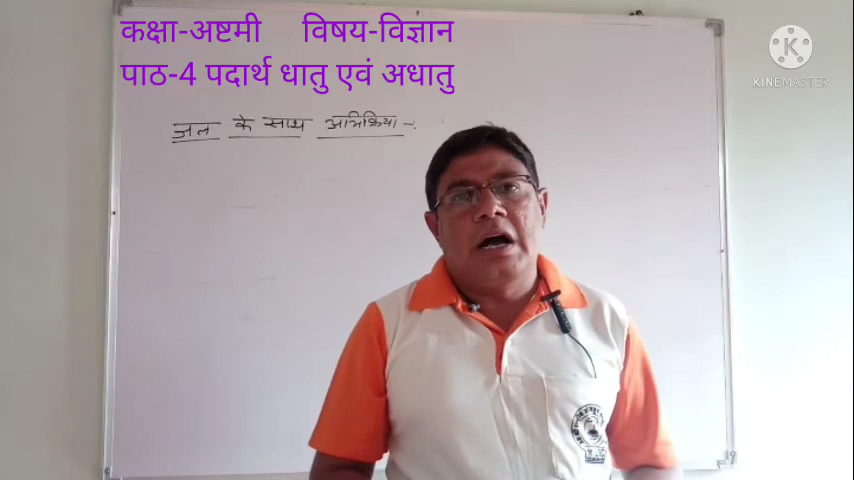 कक्षा-अष्टमी विषय-विज्ञान
पाठ-4 पदार्थ धातु एवं अधातु
KINEMASTER
जल के साथ अभिक्रिया -: